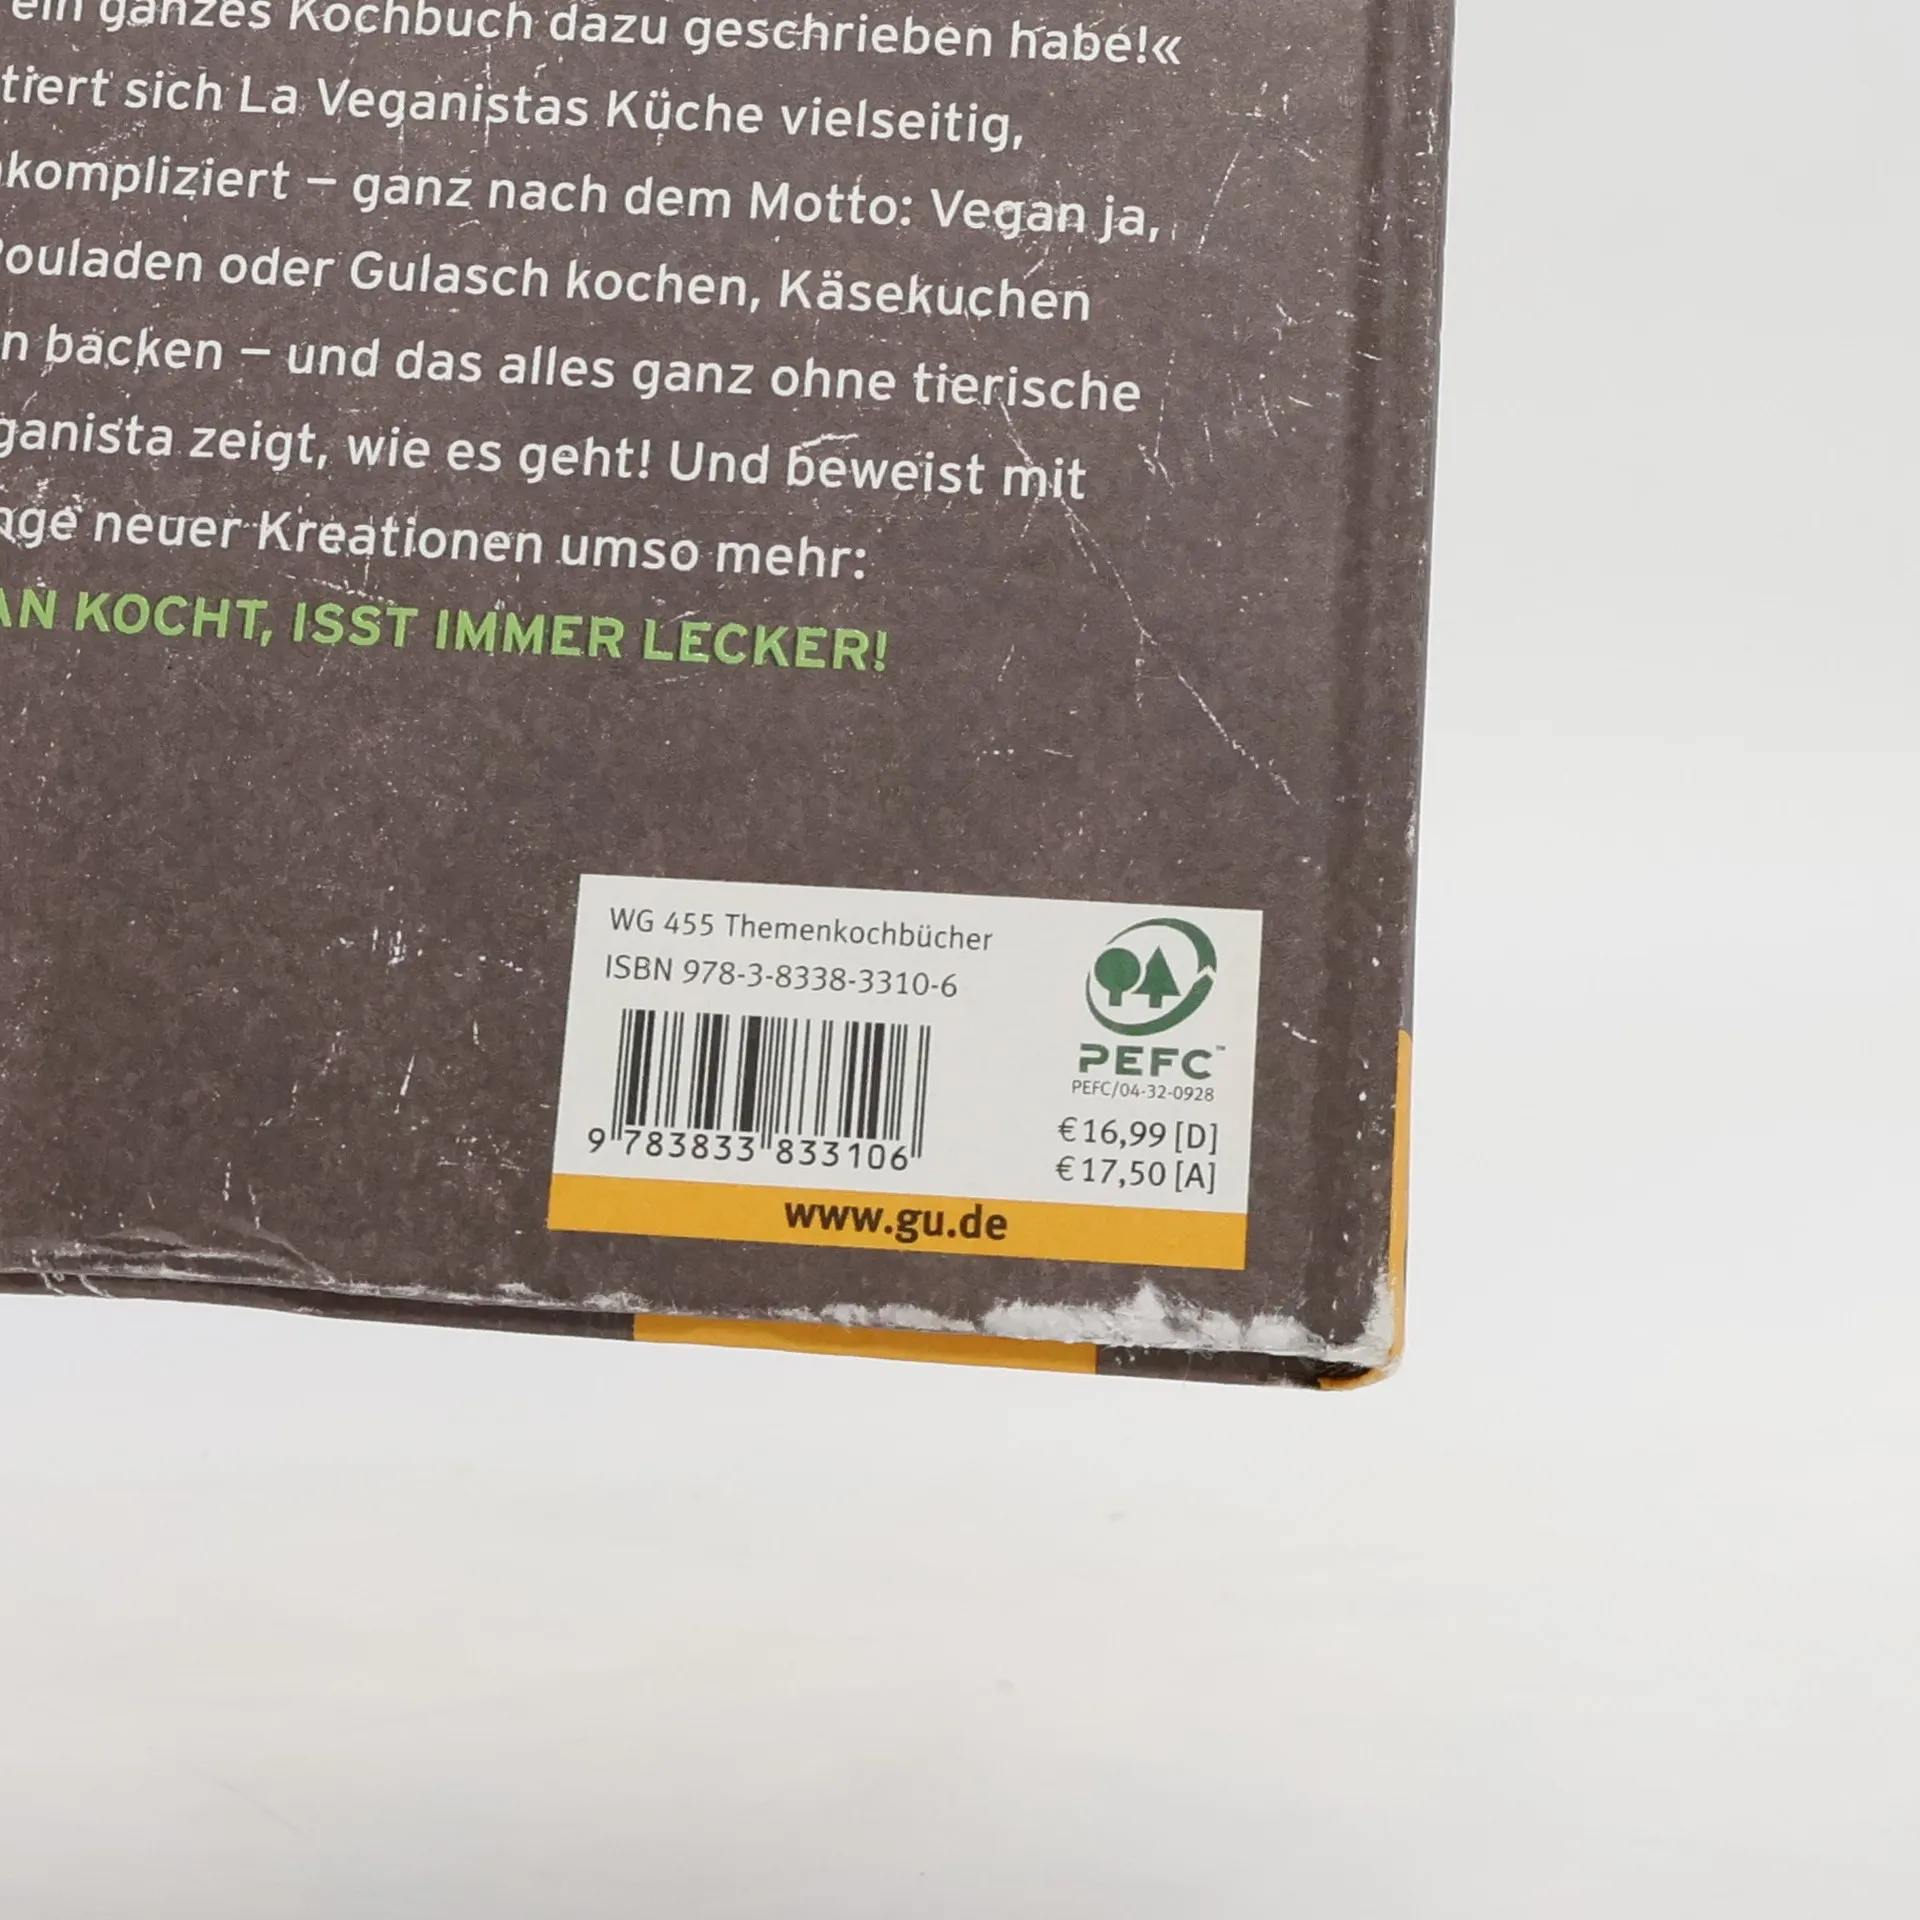 ein ganzes Kochbuch dazu geschrieben habe!«
tiert sich La Veganistas Küche vielseitig,
kompliziert – ganz nach dem Motto: Vegan ja,
ouladen oder Gulasch kochen, Käsekuchen
n backen – und das alles ganz ohne tierische
ganista zeigt, wie es geht! Und beweist mit
nge neuer Kreationen umso mehr:
AN KOCHT, ISST IMMER LECKER!
WG 455 Themenkochbücher
ISBN 978-3-8338-3310-6
9 783833 833106
PEFC™
PEFC/04-32-0928
€ 16,99 [D]
€ 17,50 [A]
www.gu.de